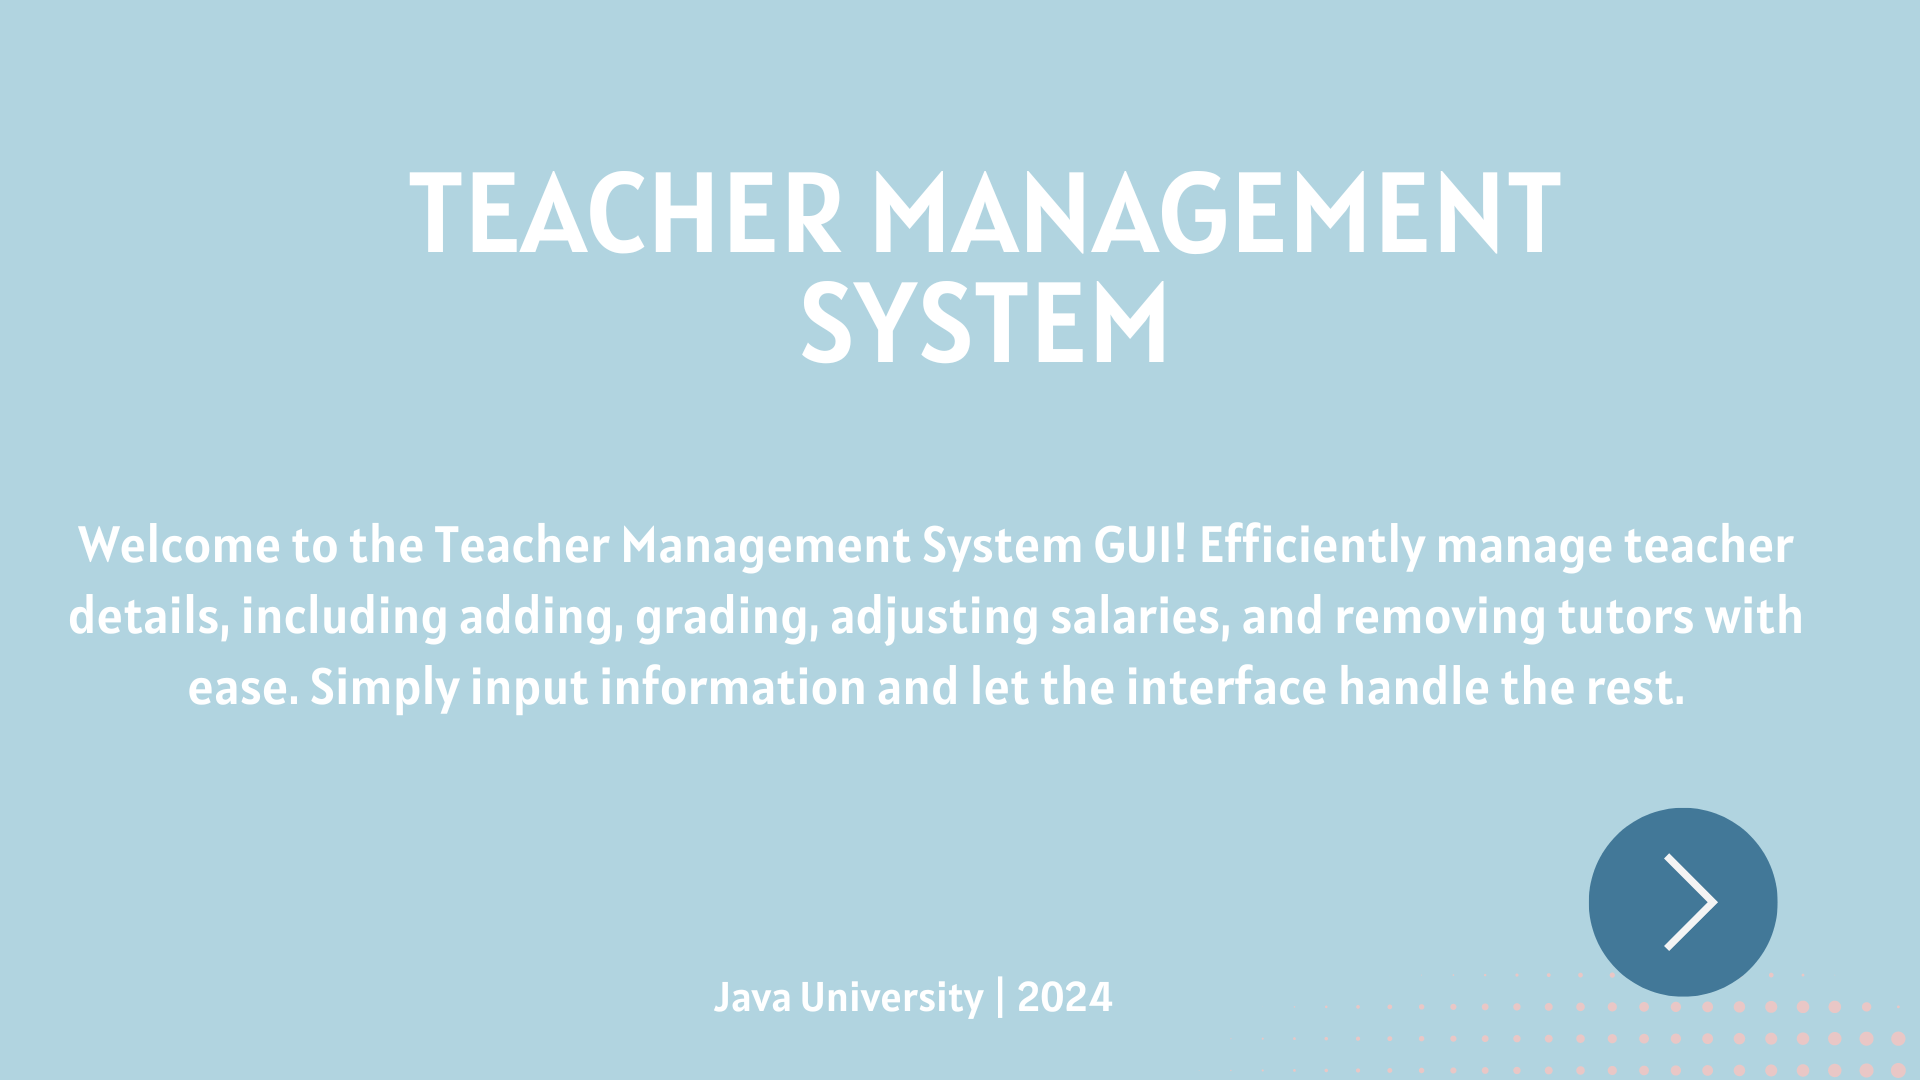 TEACHER MANAGEMENT
SYSTEM
Welcome to the Teacher Management System GUI! Efficiently manage teacher
details, including adding, grading, adjusting salaries, and removing tutors with
ease. Simply input information and let the interface handle the rest.
Java University | 2024